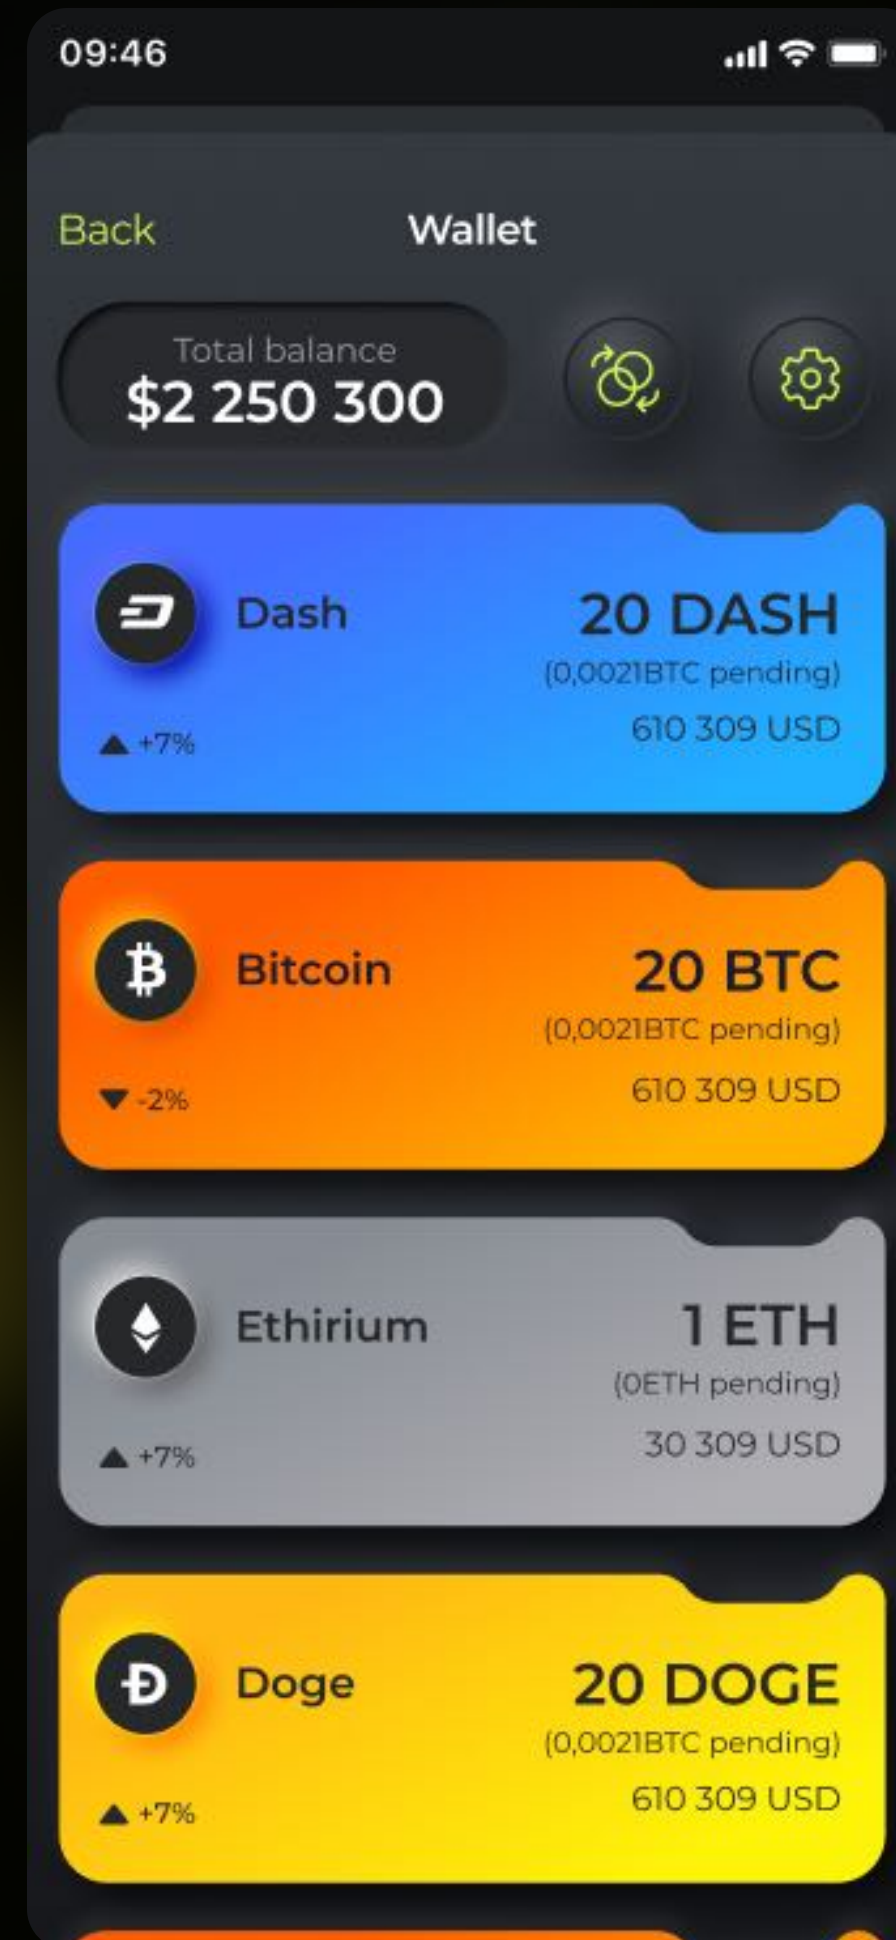 09:46
Back
Wallet
Total balance
$2 250 300
Dash
20 DASH
(0,0021BTC pending)
+7%
610 309 USD
Bitcoin
20 BTC
(0,0021BTC pending)
-2%
610 309 USD
Ethirium
1 ETH
(0ETH pending)
+7%
30 309 USD
Doge
20 DOGE
(0,0021BTC pending)
+7%
610 309 USD